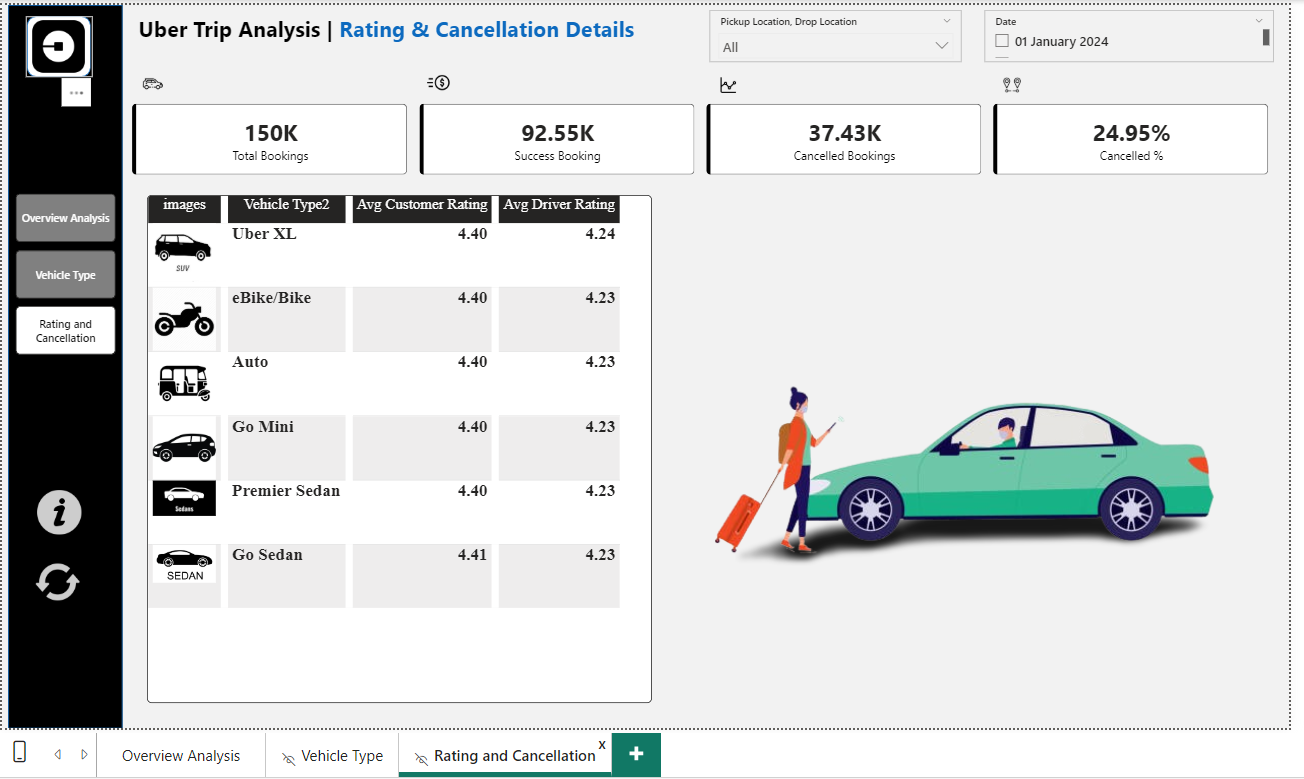 Uber Trip Analysis | Rating & Cancellation Details
Pickup Location, Drop Location
All
Date
01 January 2024
150K
Total Bookings
92.55K
Success Booking
37.43K
Cancelled Bookings
24.95%
Cancelled %
Overview Analysis
Vehicle Type
Rating and
Cancellation
images Vehicle Type2 Avg Customer Rating Avg Driver Rating
Uber XL 4.40 4.24
SUV
eBike/Bike 4.40 4.23
Auto 4.40 4.23
Go Mini 4.40 4.23
Premier Sedan 4.40 4.23
Sedans
Go Sedan 4.41 4.23
SEDAN
Overview Analysis Vehicle Type Rating and Cancellation x